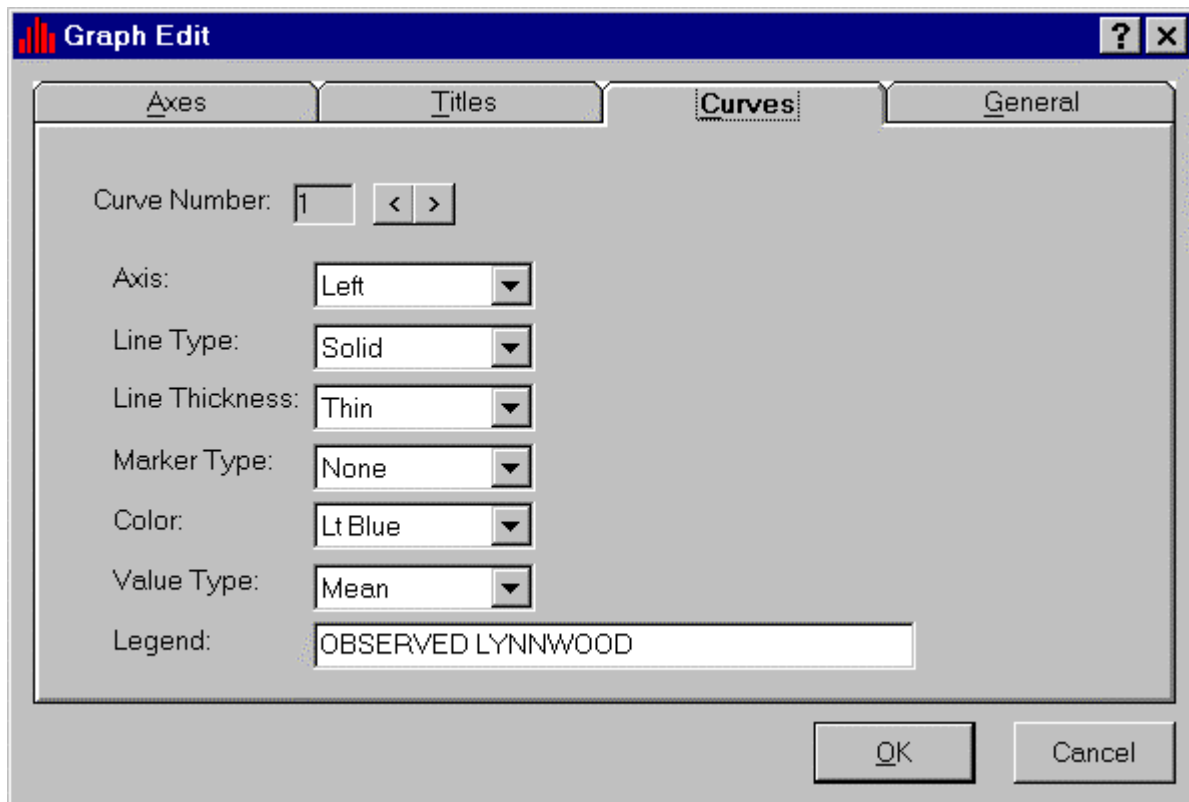 Graph Edit
Axes Titles Curves General
Curve Number: 1 < >
Axis: Left
Line Type: Solid
Line Thickness: Thin
Marker Type: None
Color: Lt Blue
Value Type: Mean
Legend: OBSERVED LYNNWOOD
OK Cancel